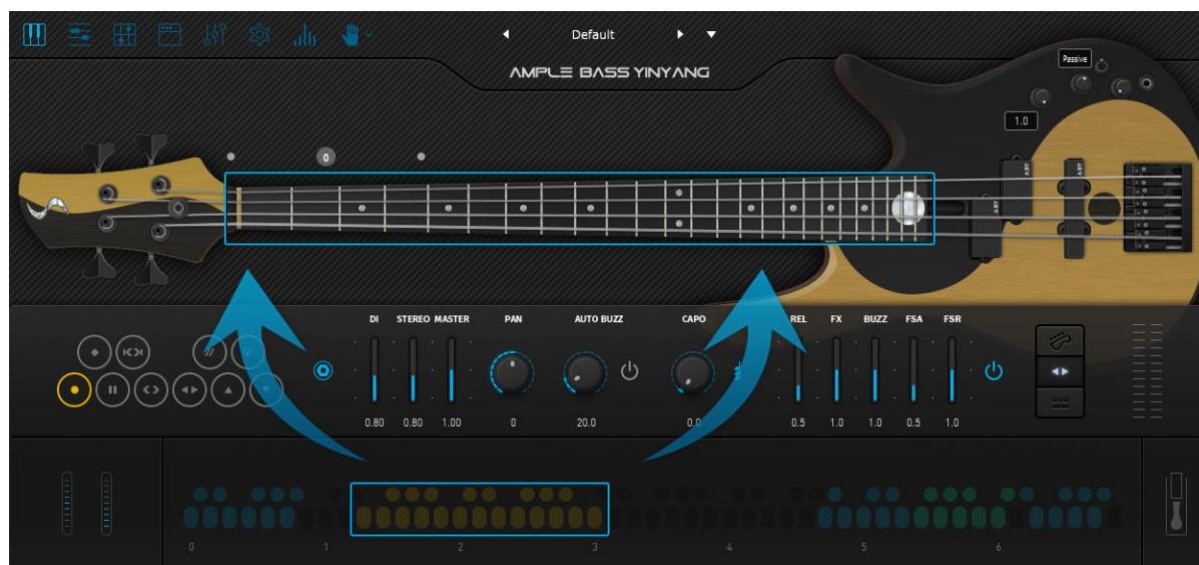 Default
AMPLE BASS YINYANG
Passive
1.0
0
DI STEREO MASTER PAN AUTO BUZZ CAPO REL FX BUZZ FSA FSR
0.80 0.80 1.00 0 20.0 0.0 0.5 1.0 1.0 0.5 1.0
0 1 2 3 4 5 6